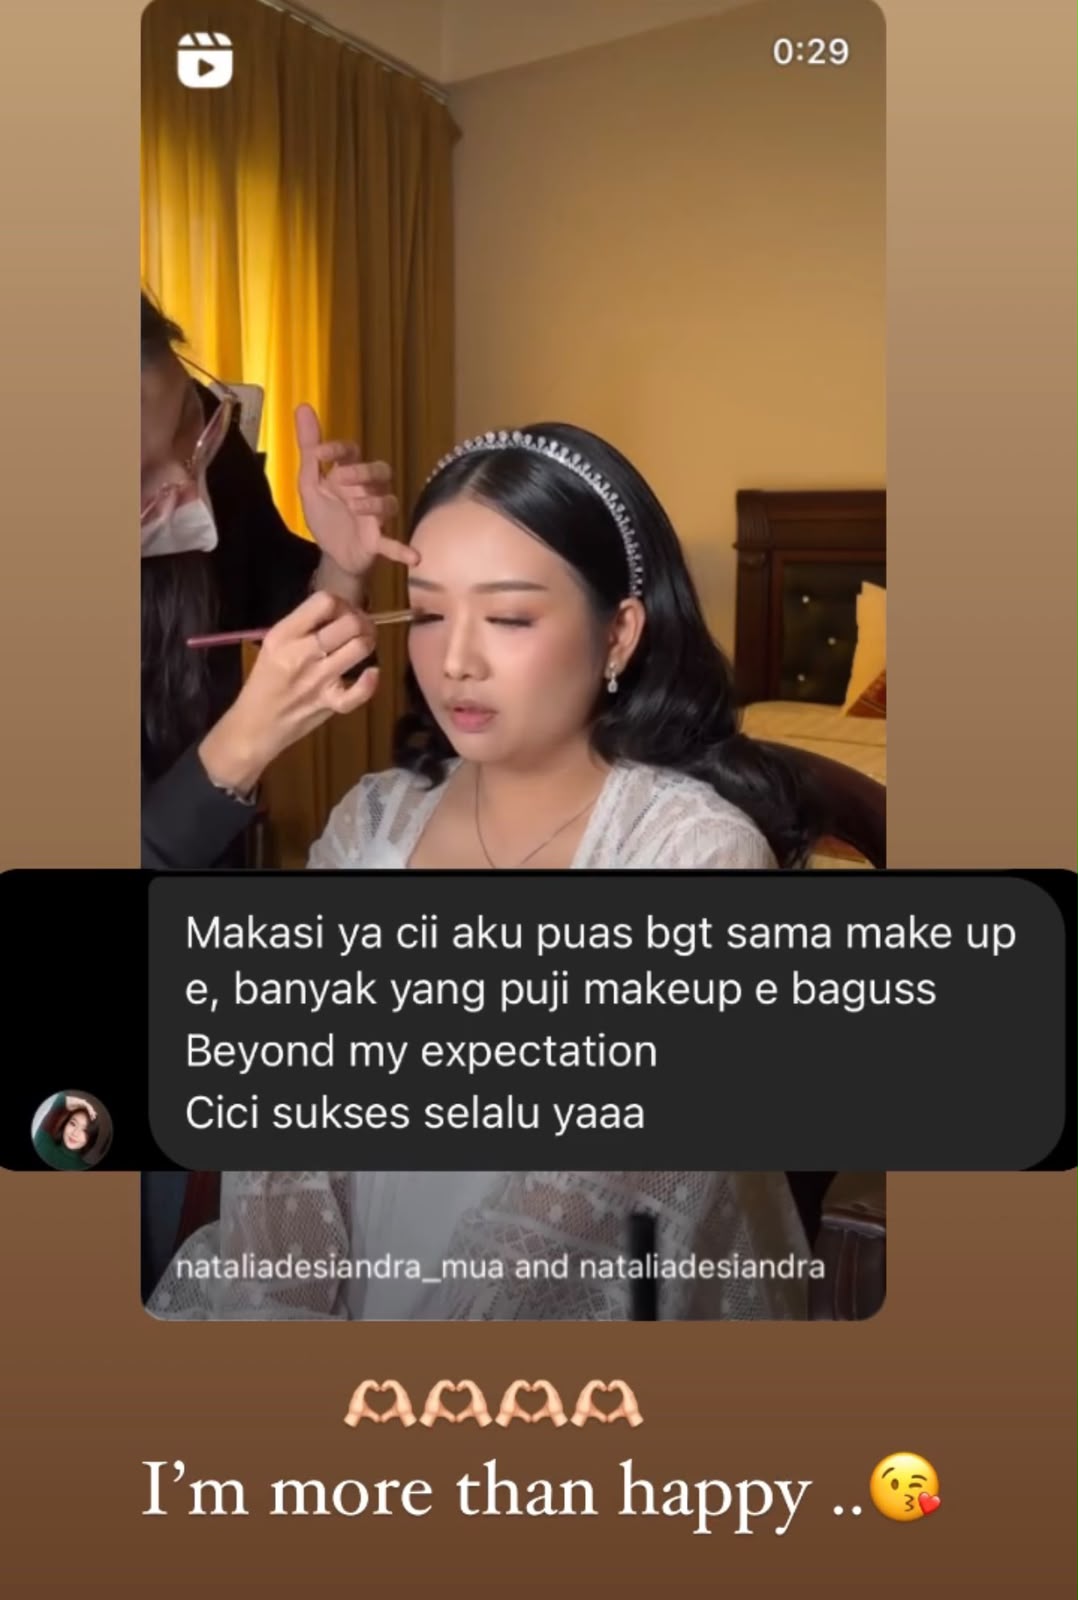 0:29
Makasi ya cii aku puas bgt sama make up
e, banyak yang puji makeup e baguss
Beyond my expectation
Cici sukses selalu yaaa
nataliadesiandra_mua and nataliadesiandra
🫶🏻🫶🏻🫶🏻🫶🏻
I’m more than happy ..😘